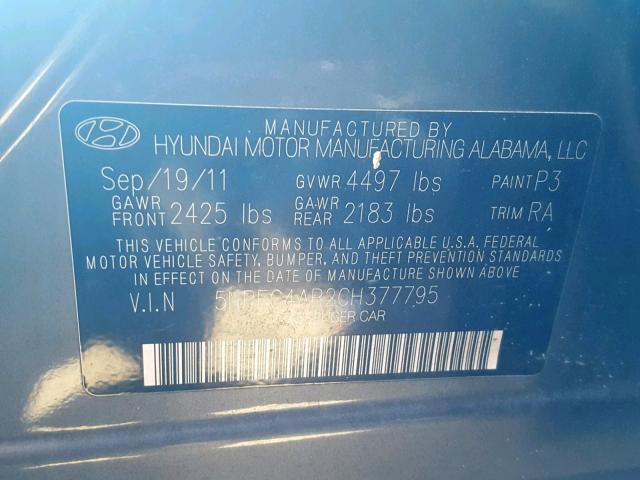 MANUFACTURED BY
HYUNDAI MOTOR MANUFACTURING ALABAMA, LLC
Sep/19/11 GVWR 4497 lbs PAINT P3
GAWR FRONT 2425 lbs GAWR REAR 2183 lbs TRIM RA
THIS VEHICLE CONFORMS TO ALL APPLICABLE U.S.A. FEDERAL
MOTOR VEHICLE SAFETY, BUMPER, AND THEFT PREVENTION STANDARDS
IN EFFECT ON THE DATE OF MANUFACTURE SHOWN ABOVE.
V.I.N
CAR